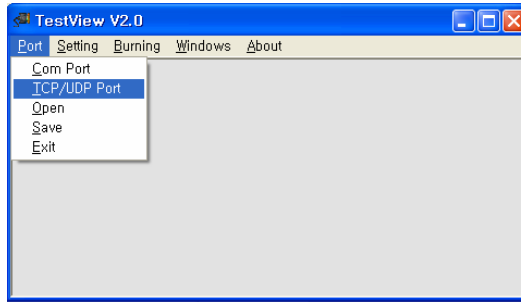 TestView V2.0
Port Setting Burning Windows About
Com Port
TCP/UDP Port
Open
Save
Exit